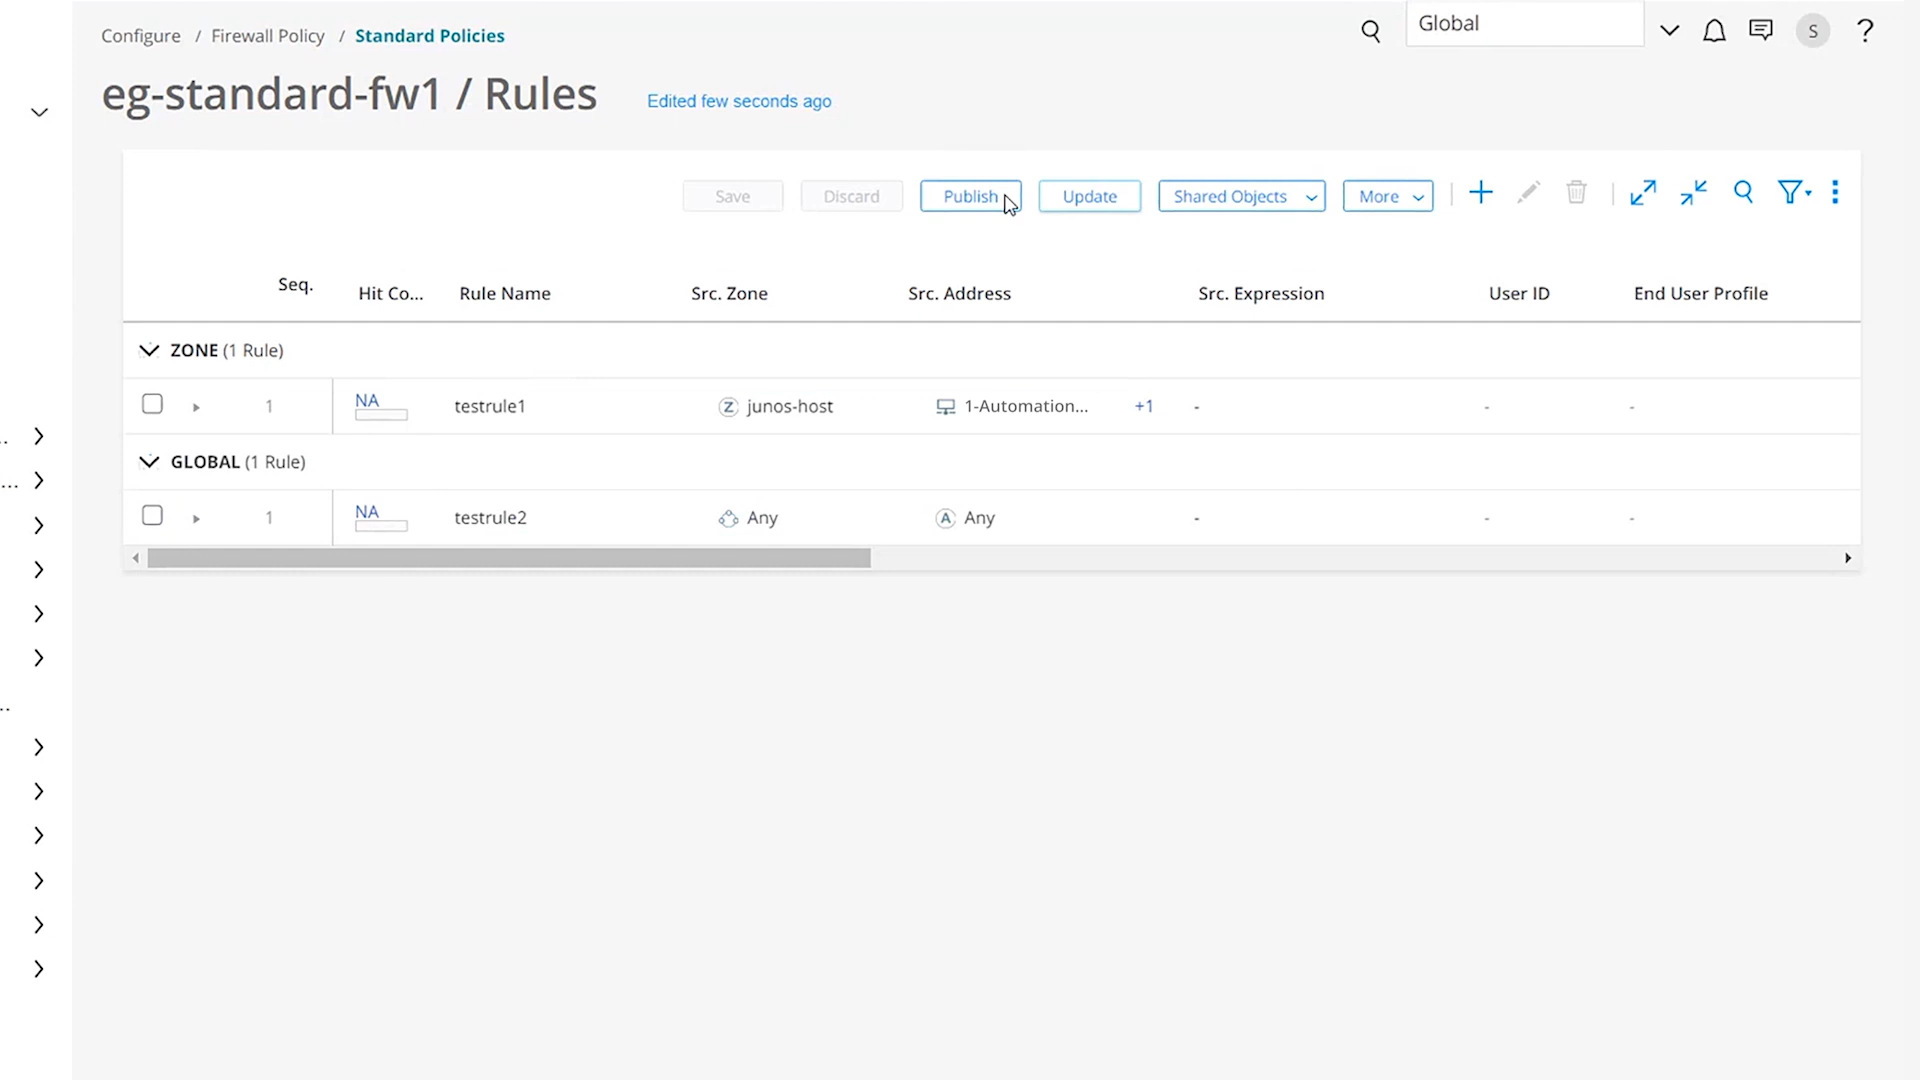 Configure / Firewall Policy / Standard Policies
Global
S
?
eg-standard-fw1 / Rules
Edited few seconds ago
Save
Discard
Publish
Update
Shared Objects
More
Seq.
Hit Co...
Rule Name
Src. Zone
Src. Address
Src. Expression
User ID
End User Profile
ZONE (1 Rule)
1
NA
testrule1
Z junos-host
1-Automation...
+1
-
-
-
GLOBAL (1 Rule)
1
NA
testrule2
Any
A Any
-
-
-
..
...
..